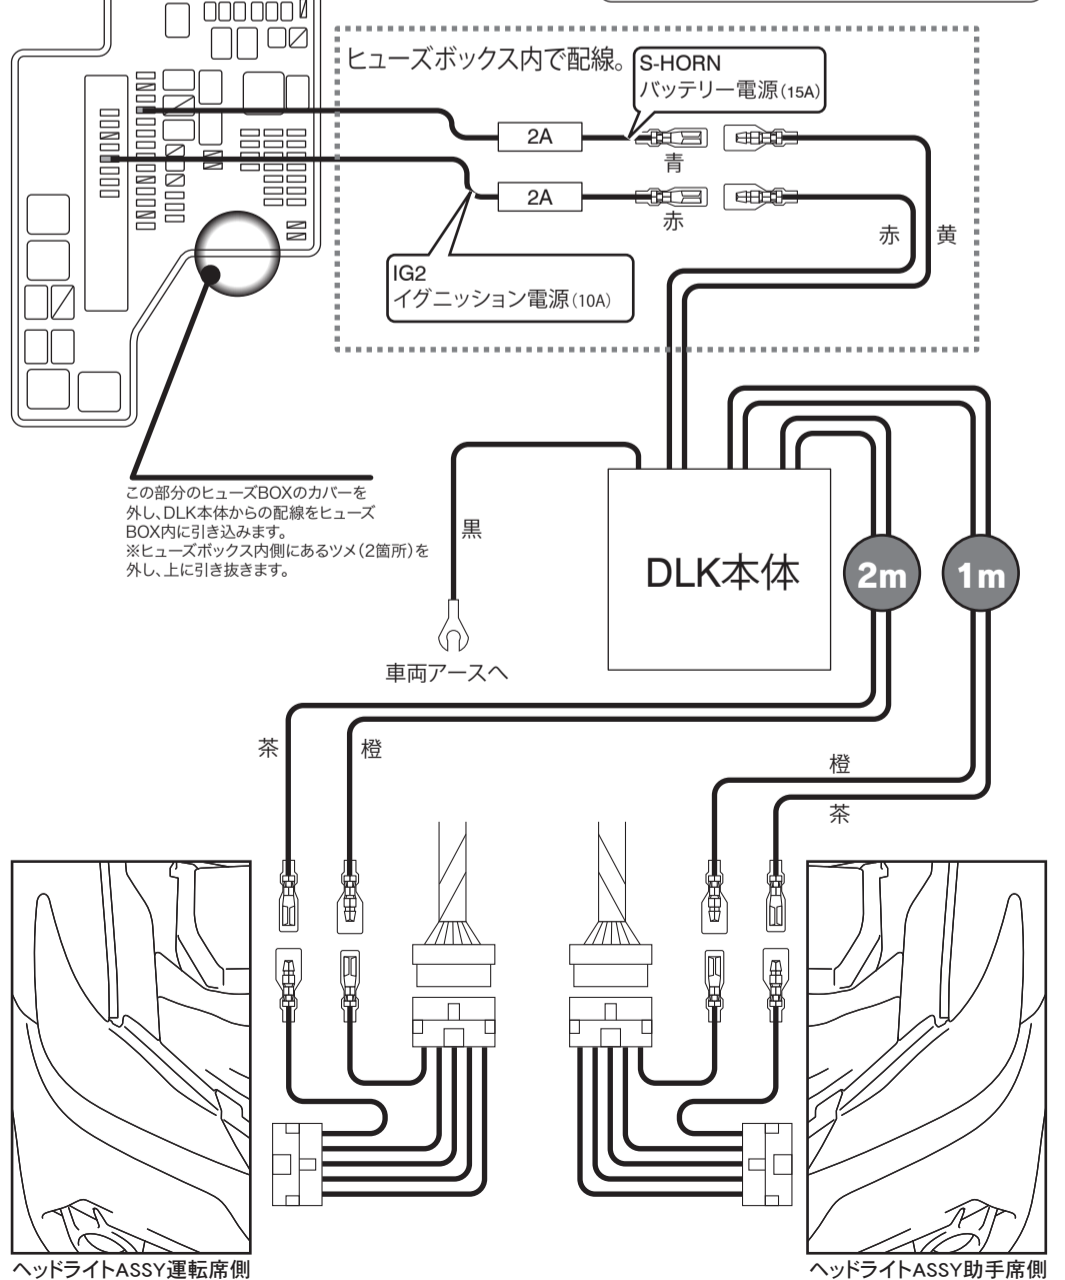 ヒューズボックス内で配線。
S-HORN
バッテリー電源(15A)
2A
青
2A
赤
赤
黄
IG2
イグニッション電源(10A)
この部分のヒューズBOXのカバーを
外し、DLK本体からの配線をヒューズ
BOX内に引き込みます。
※ヒューズボックス内側にあるツメ(2箇所)を
外し、上に引き抜きます。
黒
車両アースへ
DLK本体
2m
1m
茶
橙
橙
茶
ヘッドライトASSY運転席側
ヘッドライトASSY助手席側